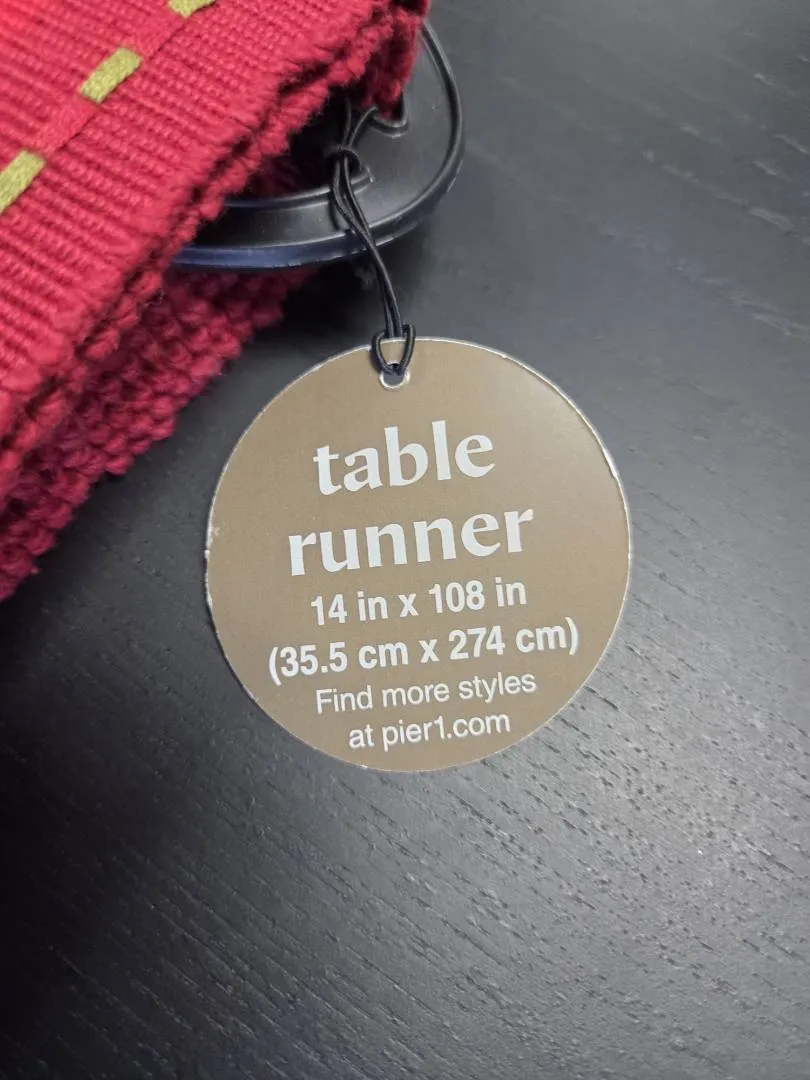 table
runner
14 in x 108 in
(35.5 cm x 274 cm)
Find more styles
at pier1.com